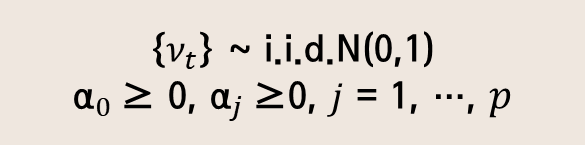 {νₜ} ~ i.i.d.N(0,1)
α₀ ≥ 0, αⱼ ≥0, j = 1, ⋯, p